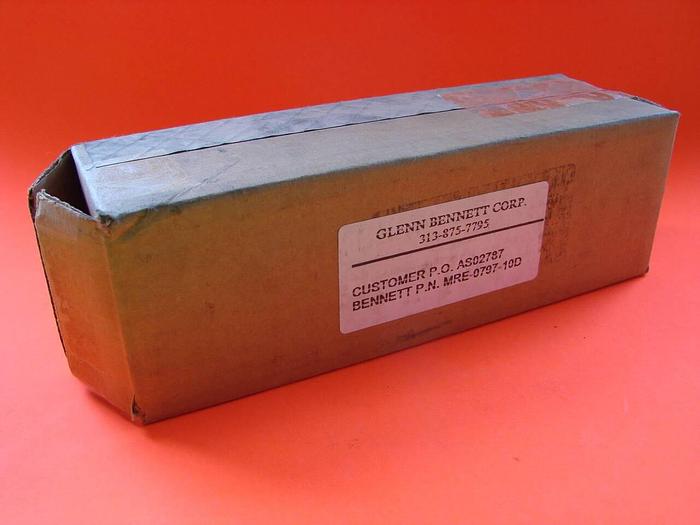 GLENN BENNETT CORP.
313-875-7795
CUSTOMER P.O. AS02787
BENNETT P.N. MRE-0797-10D